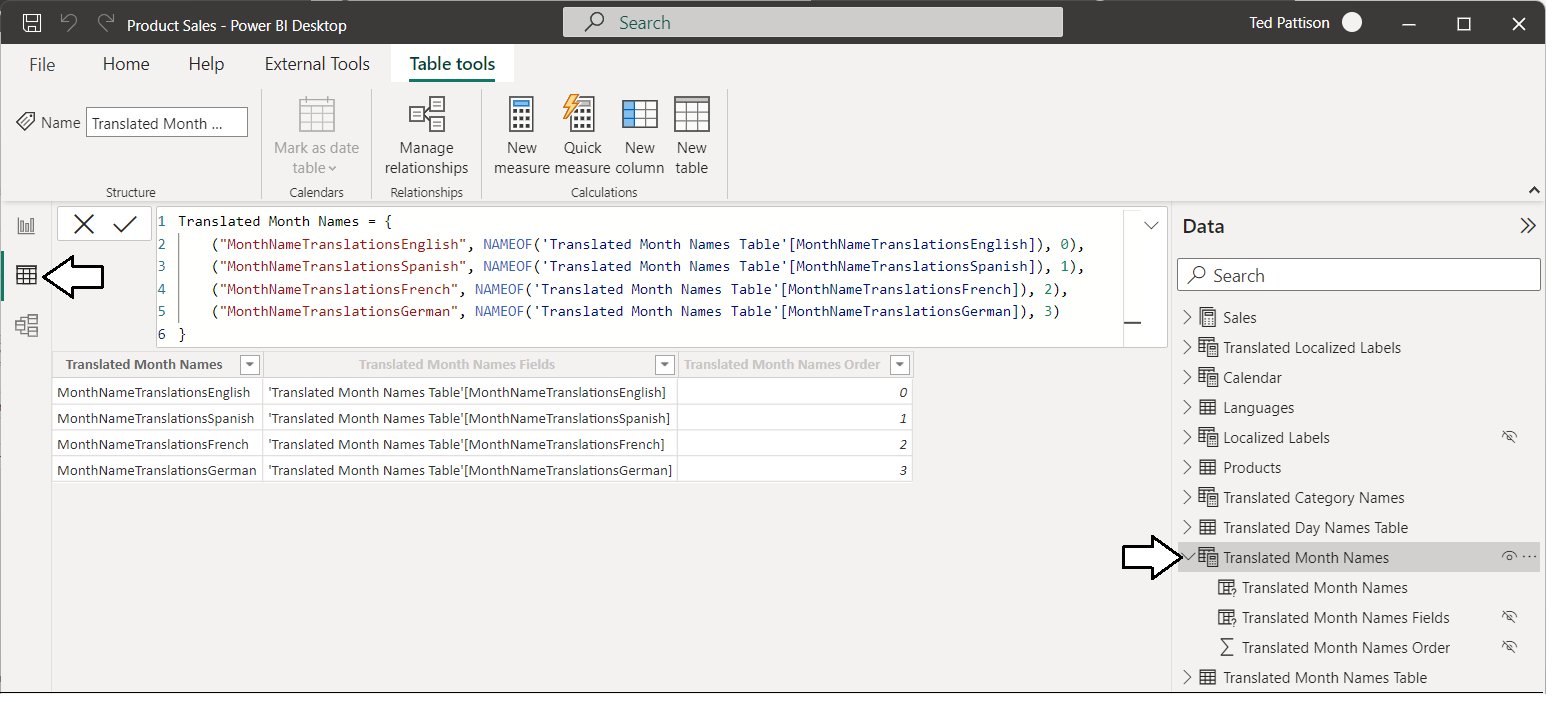 Product Sales - Power BI Desktop
Search
Ted Pattison
File Home Help External Tools Table tools
Name Translated Month ...
Structure
Mark as date
table
Calendars
Manage
relationships
Relationships
New
measure
Quick
measure
New
column
New
table
Calculations
1 Translated Month Names = {
2 ("MonthNameTranslationsEnglish", NAMEOF('Translated Month Names Table'[MonthNameTranslationsEnglish]), 0),
3 ("MonthNameTranslationsSpanish", NAMEOF('Translated Month Names Table'[MonthNameTranslationsSpanish]), 1),
4 ("MonthNameTranslationsFrench", NAMEOF('Translated Month Names Table'[MonthNameTranslationsFrench]), 2),
5 ("MonthNameTranslationsGerman", NAMEOF('Translated Month Names Table'[MonthNameTranslationsGerman]), 3)
6 }
Translated Month Names Translated Month Names Fields Translated Month Names Order
MonthNameTranslationsEnglish 'Translated Month Names Table'[MonthNameTranslationsEnglish] 0
MonthNameTranslationsSpanish 'Translated Month Names Table'[MonthNameTranslationsSpanish] 1
MonthNameTranslationsFrench 'Translated Month Names Table'[MonthNameTranslationsFrench] 2
MonthNameTranslationsGerman 'Translated Month Names Table'[MonthNameTranslationsGerman] 3
Data
Search
Sales
Translated Localized Labels
Calendar
Languages
Localized Labels
Products
Translated Category Names
Translated Day Names Table
Translated Month Names
Translated Month Names
Translated Month Names Fields
Translated Month Names Order
Translated Month Names Table